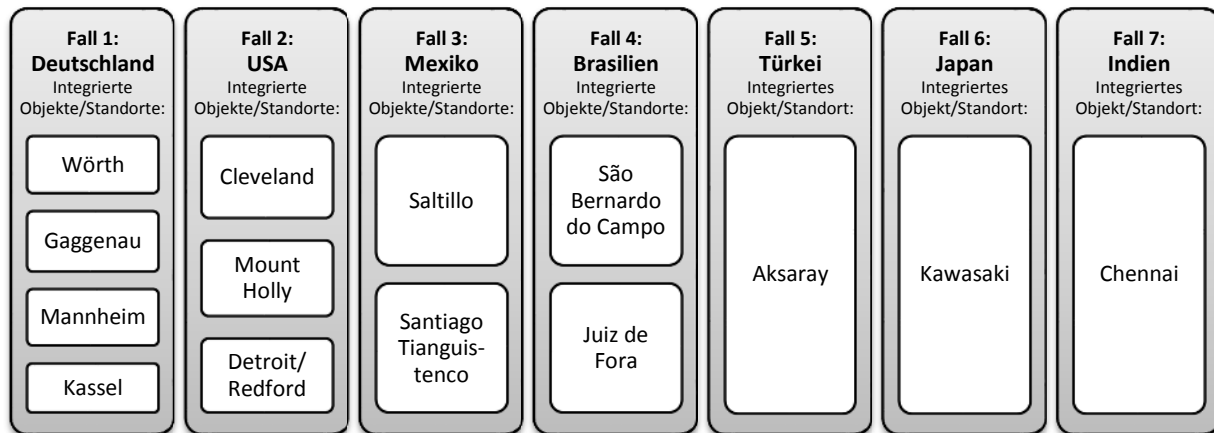 Fall 1:
Deutschland
Integrierte
Objekte/Standorte:
Wörth
Gaggenau
Mannheim
Kassel
Fall 2:
USA
Integrierte
Objekte/Standorte:
Cleveland
Mount
Holly
Detroit/
Redford
Fall 3:
Mexiko
Integrierte
Objekte/Standorte:
Saltillo
Santiago
Tianguis-
tenco
Fall 4:
Brasilien
Integrierte
Objekte/Standorte:
São
Bernardo
do Campo
Juiz de
Fora
Fall 5:
Türkei
Integriertes
Objekt/Standort:
Aksaray
Fall 6:
Japan
Integriertes
Objekt/Standort:
Kawasaki
Fall 7:
Indien
Integriertes
Objekt/Standort:
Chennai